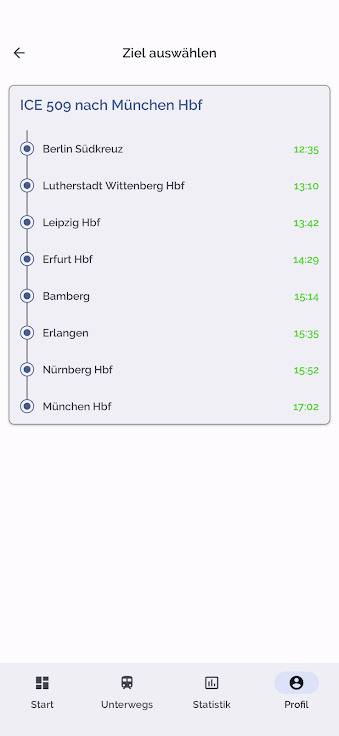 Ziel auswählen
ICE 509 nach München Hbf
Berlin Südkreuz 12:35
Lutherstadt Wittenberg Hbf 13:10
Leipzig Hbf 13:42
Erfurt Hbf 14:29
Bamberg 15:14
Erlangen 15:35
Nürnberg Hbf 15:52
München Hbf 17:02
Start Unterwegs Statistik Profil